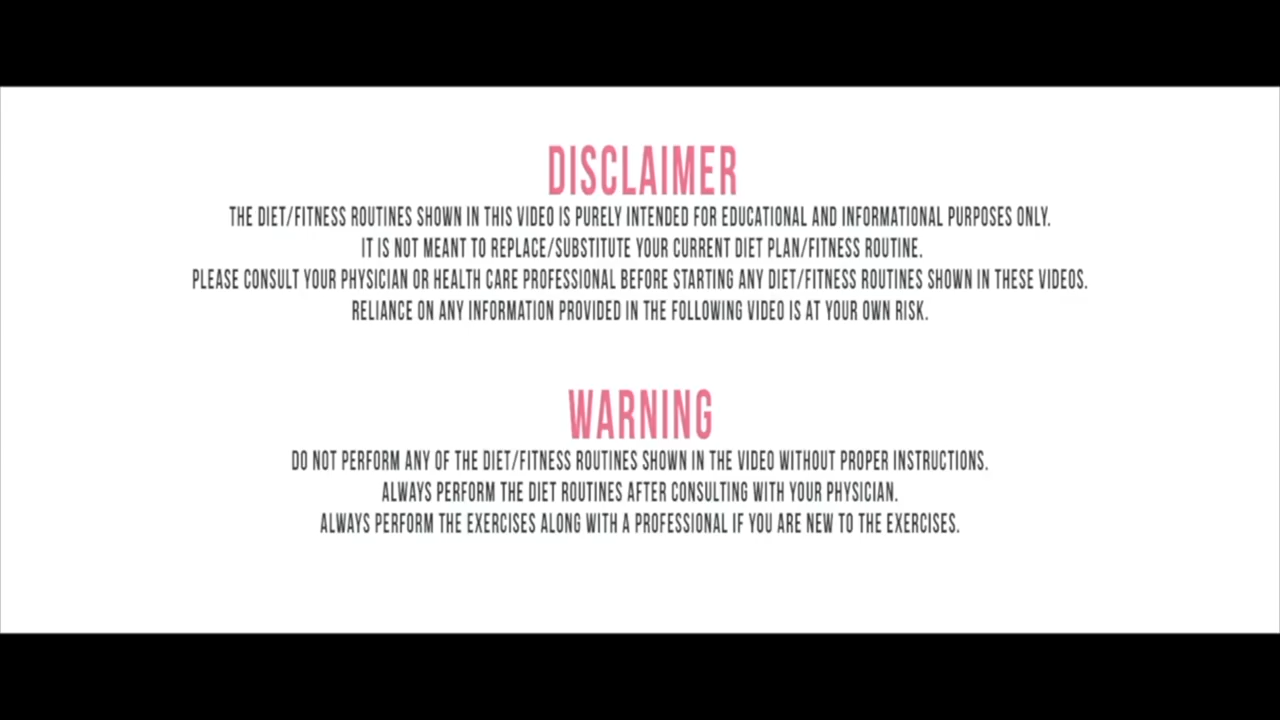 DISCLAIMER
THE DIET/FITNESS ROUTINES SHOWN IN THIS VIDEO IS PURELY INTENDED FOR EDUCATIONAL AND INFORMATIONAL PURPOSES ONLY.
IT IS NOT MEANT TO REPLACE/SUBSTITUTE YOUR CURRENT DIET PLAN/FITNESS ROUTINE.
PLEASE CONSULT YOUR PHYSICIAN OR HEALTH CARE PROFESSIONAL BEFORE STARTING ANY DIET/FITNESS ROUTINES SHOWN IN THESE VIDEOS.
RELIANCE ON ANY INFORMATION PROVIDED IN THE FOLLOWING VIDEO IS AT YOUR OWN RISK.
WARNING
DO NOT PERFORM ANY OF THE DIET/FITNESS ROUTINES SHOWN IN THE VIDEO WITHOUT PROPER INSTRUCTIONS.
ALWAYS PERFORM THE DIET ROUTINES AFTER CONSULTING WITH YOUR PHYSICIAN.
ALWAYS PERFORM THE EXERCISES ALONG WITH A PROFESSIONAL IF YOU ARE NEW TO THE EXERCISES.